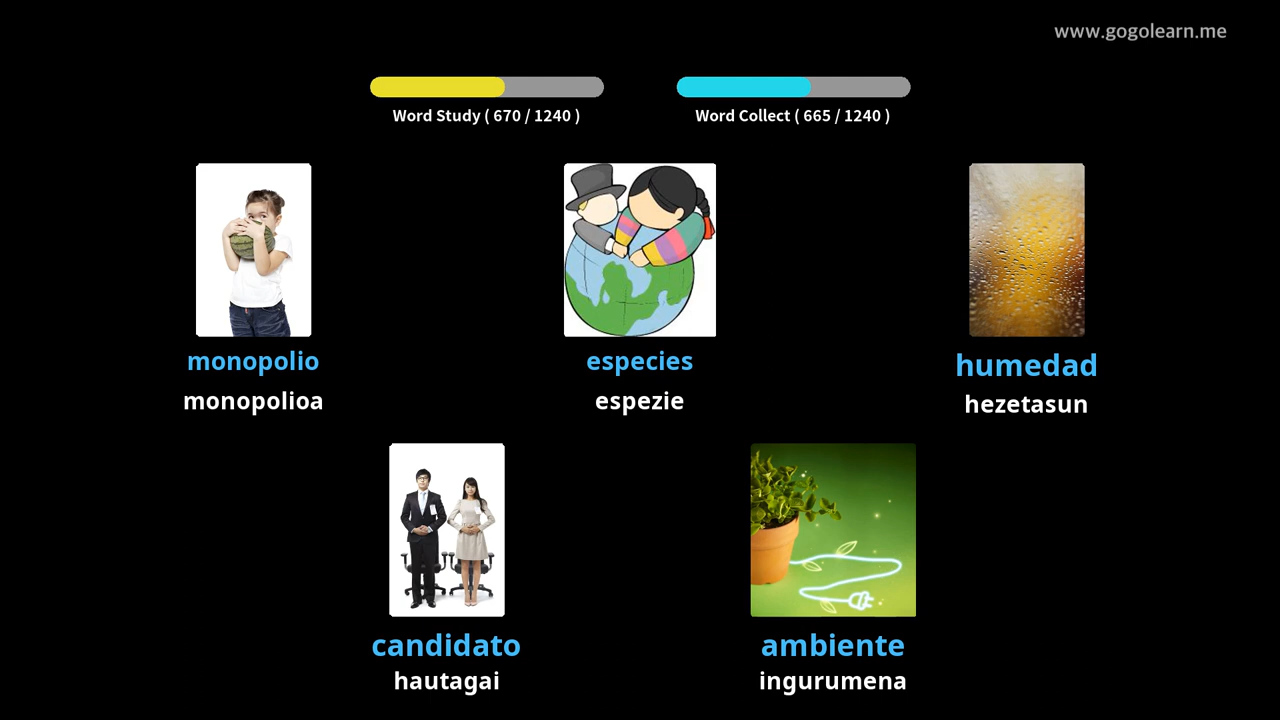 www.gogolearn.me
Word Study ( 670 / 1240 )
Word Collect ( 665 / 1240 )
monopolio
monopolioa
especies
espezie
humedad
hezetasun
candidato
hautagai
ambiente
ingurumena